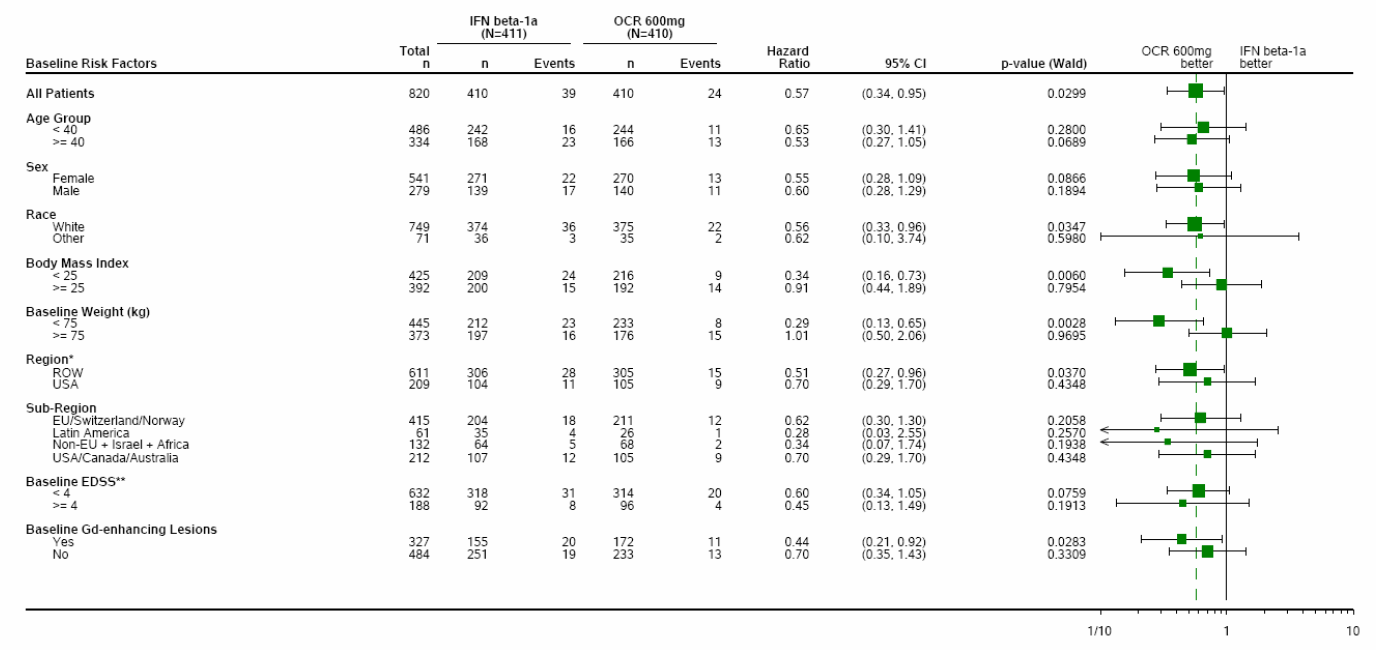 IFN beta-1a OCR 600mg
(N=411) (N=410)
Total Hazard OCR 600mg IFN beta-1a
Baseline Risk Factors n n Events n Events Ratio 95% CI p-value (Wald) better better
All Patients 820 410 39 410 24 0.57 (0.34, 0.95) 0.0299
Age Group
< 40 486 242 16 244 11 0.65 (0.30, 1.41) 0.2800
>= 40 334 168 23 166 13 0.53 (0.27, 1.05) 0.0689
Sex
Female 541 271 22 270 13 0.55 (0.28, 1.09) 0.0866
Male 279 139 17 140 11 0.60 (0.28, 1.29) 0.1894
Race
White 749 374 36 375 22 0.56 (0.33, 0.96) 0.0347
Other 71 36 3 35 2 0.62 (0.10, 3.74) 0.5980
Body Mass Index
< 25 425 209 24 216 9 0.34 (0.16, 0.73) 0.0060
>= 25 392 200 15 192 14 0.91 (0.44, 1.89) 0.7954
Baseline Weight (kg)
< 75 445 212 23 233 8 0.29 (0.13, 0.65) 0.0028
>= 75 373 197 16 176 15 1.01 (0.50, 2.06) 0.9695
Region*
ROW 611 306 28 305 15 0.51 (0.27, 0.96) 0.0370
USA 209 104 11 105 9 0.70 (0.29, 1.70) 0.4348
Sub-Region
EU/Switzerland/Norway 415 204 18 211 12 0.62 (0.30, 1.30) 0.2058
Latin America 61 35 4 26 1 0.28 (0.03, 2.55) 0.2570
Non-EU + Israel + Africa 132 64 5 68 2 0.34 (0.07, 1.74) 0.1938
USA/Canada/Australia 212 107 12 105 9 0.70 (0.29, 1.70) 0.4348
Baseline EDSS**
< 4 632 318 31 314 20 0.60 (0.34, 1.05) 0.0759
>= 4 188 92 8 96 4 0.45 (0.13, 1.49) 0.1913
Baseline Gd-enhancing Lesions
Yes 327 155 20 172 11 0.44 (0.21, 0.92) 0.0283
No 484 251 19 233 13 0.70 (0.35, 1.43) 0.3309
1/10 1 10